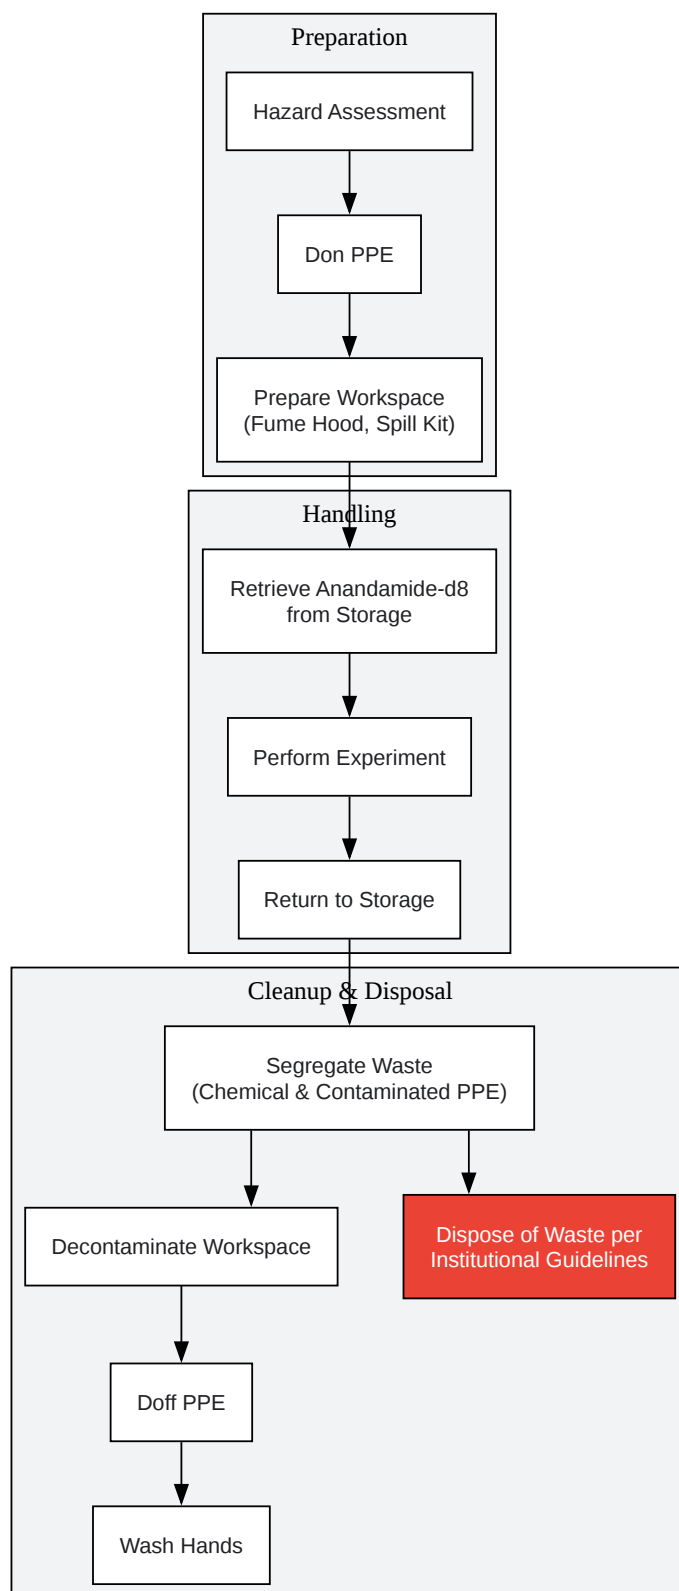 Preparation
Hazard Assessment
Don PPE
Prepare Workspace
(Fume Hood, Spill Kit)
Handling
Retrieve Anandamide-d8
from Storage
Perform Experiment
Return to Storage
Cleanup & Disposal
Segregate Waste
(Chemical & Contaminated PPE)
Decontaminate Workspace
Dispose of Waste per
Institutional Guidelines
Doff PPE
Wash Hands